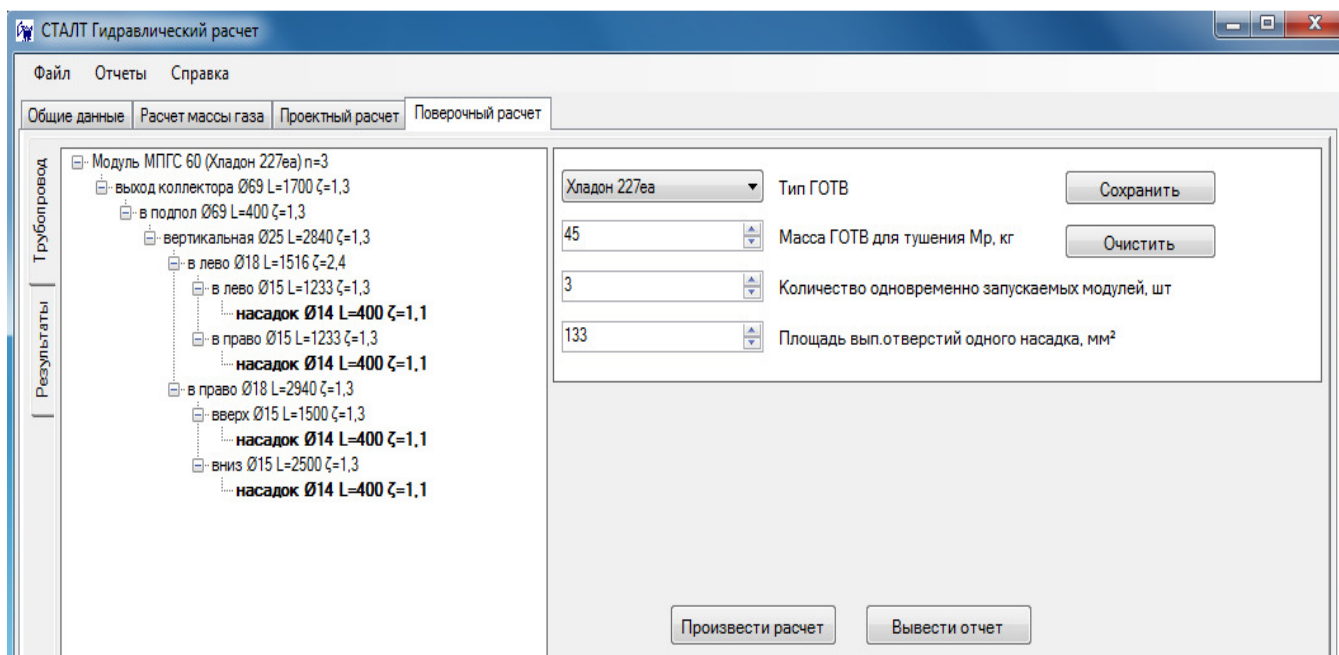 СТАЛТ Гидравлический расчет
Файл Отчеты Справка
Общие данные Расчет массы газа Проектный расчет Поверочный расчет
Трубопровод
Результаты
Модуль МПГС 60 (Хладон 227еа) n=3
выход коллектора Ø69 L=1700 ζ=1,3
в подпол Ø69 L=400 ζ=1,3
вертикальная Ø25 L=2840 ζ=1,3
в лево Ø18 L=1516 ζ=2,4
в лево Ø15 L=1233 ζ=1,3
насадок Ø14 L=400 ζ=1,1
в право Ø15 L=1233 ζ=1,3
насадок Ø14 L=400 ζ=1,1
в право Ø18 L=2940 ζ=1,3
вверх Ø15 L=1500 ζ=1,3
насадок Ø14 L=400 ζ=1,1
вниз Ø15 L=2500 ζ=1,3
насадок Ø14 L=400 ζ=1,1
Хладон 227еа Тип ГОТВ Сохранить
45 Масса ГОТВ для тушения Мр, кг Очистить
3 Количество одновременно запускаемых модулей, шт
133 Площадь вып.отверстий одного насадка, мм²
Произвести расчет Вывести отчет